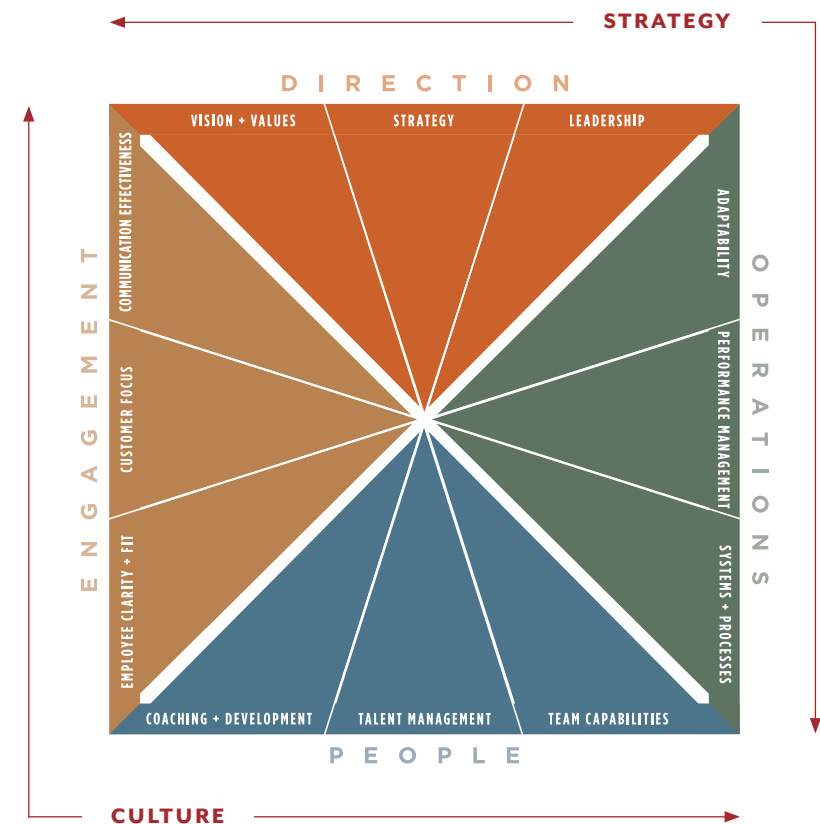 STRATEGY
DIRECTION
VISION + VALUES
STRATEGY
LEADERSHIP
COMMUNICATION EFFECTIVENESS
CUSTOMER FOCUS
EMPLOYEE CLARITY + FIT
ENGAGEMENT
ADAPTABILITY
PERFORMANCE MANAGEMENT
SYSTEMS + PROCESSES
OPERATIONS
COACHING + DEVELOPMENT
TALENT MANAGEMENT
TEAM CAPABILITIES
PEOPLE
CULTURE